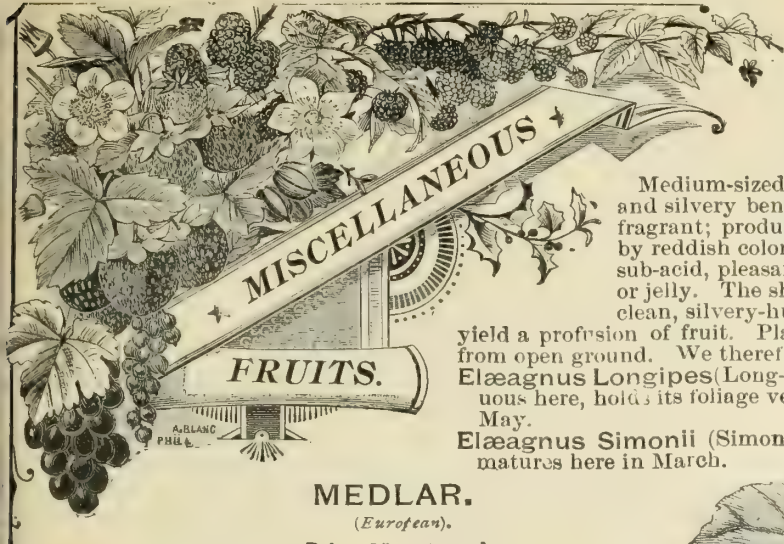 MISCELLANEOUS
FRUITS.
A. BLANC
PHILA
Medium-sized
and silvery ben
fragrant; produ
by reddish color
sub-acid, pleasa
or jelly. The sh
clean, silvery-hu
yield a profusion of fruit. Pla
from open ground. We theref
Elæagnus Longipes (Long-
uous here, holds its foliage ve
May.
Elæagnus Simonii (Simon
matures here in March.
MEDLAR.
(European).